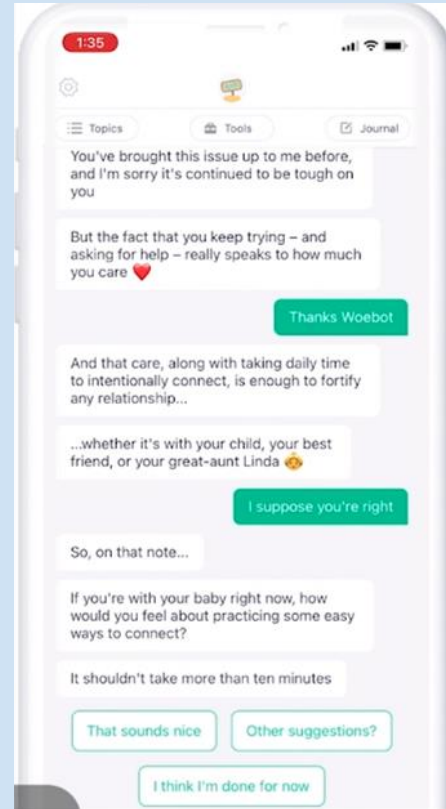 1:35
Topics
Tools
Journal
You've brought this issue up to me before,
and I'm sorry it's continued to be tough on
you
But the fact that you keep trying – and
asking for help – really speaks to how much
you care ❤️
Thanks Woebot
And that care, along with taking daily time
to intentionally connect, is enough to fortify
any relationship...
...whether it's with your child, your best
friend, or your great-aunt Linda 👵
I suppose you're right
So, on that note...
If you're with your baby right now, how
would you feel about practicing some easy
ways to connect?
It shouldn't take more than ten minutes
That sounds nice
Other suggestions?
I think I'm done for now